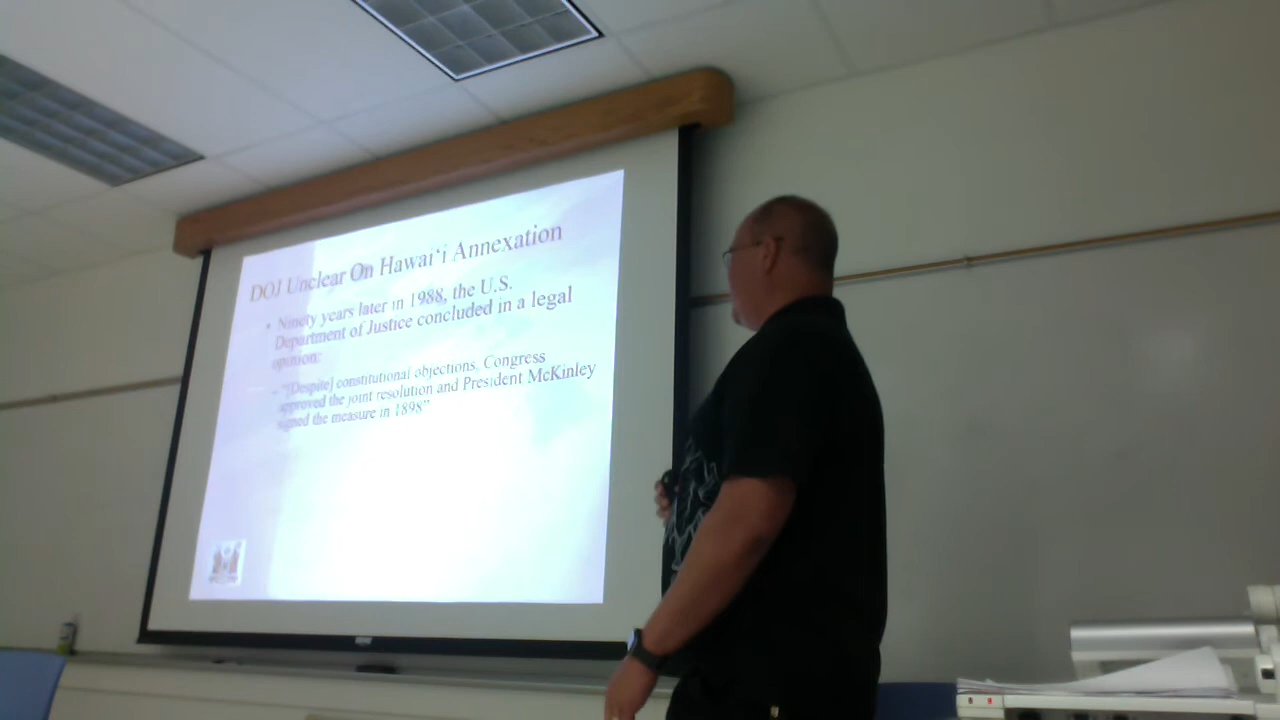 DOJ Unclear On Hawaiʻi Annexation
• Ninety years later in 1988, the U.S.
Department of Justice concluded in a legal
opinion:
– “[Despite] constitutional objections, Congress
approved the joint resolution and President McKinley
signed the measure in 1898”